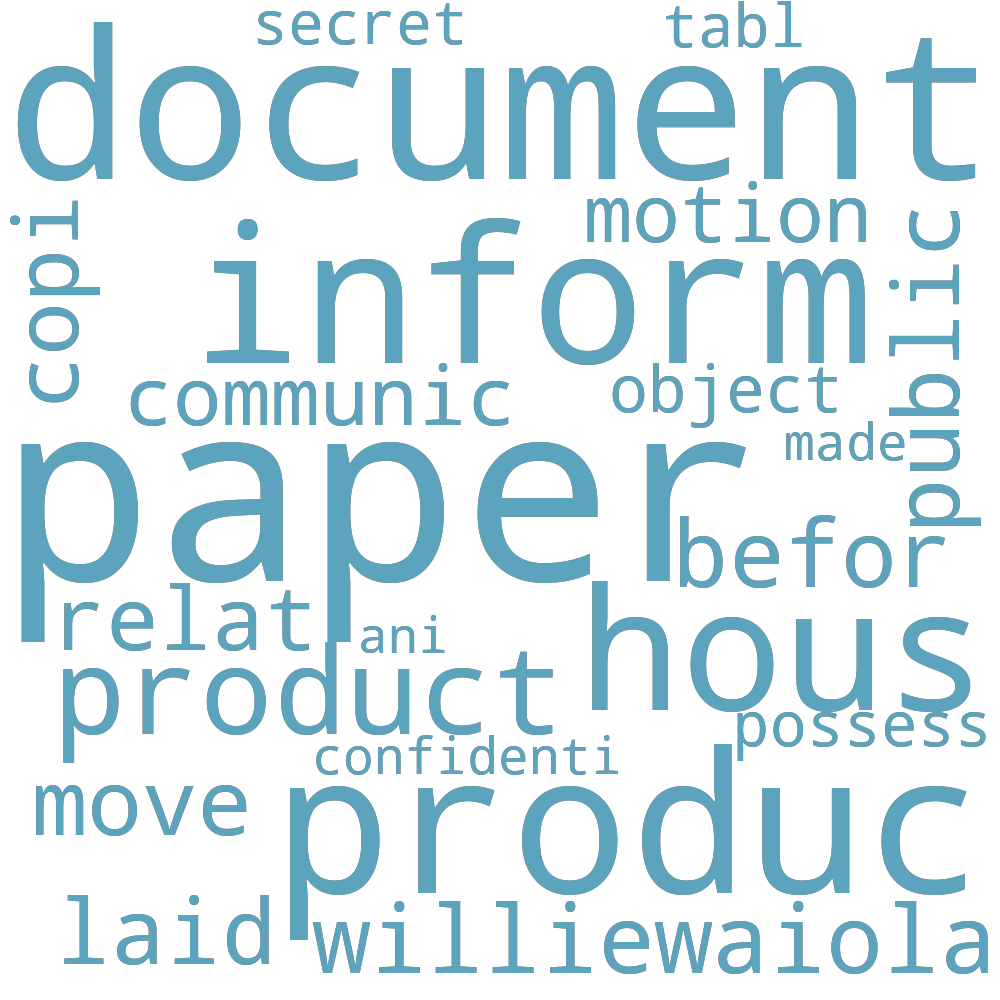 secret
tabl
document
copi
motion
public
inform
communic
object
made
paper
befor
relat
ani
hous
product
possess
confidenti
move
produc
laid
williewaiola